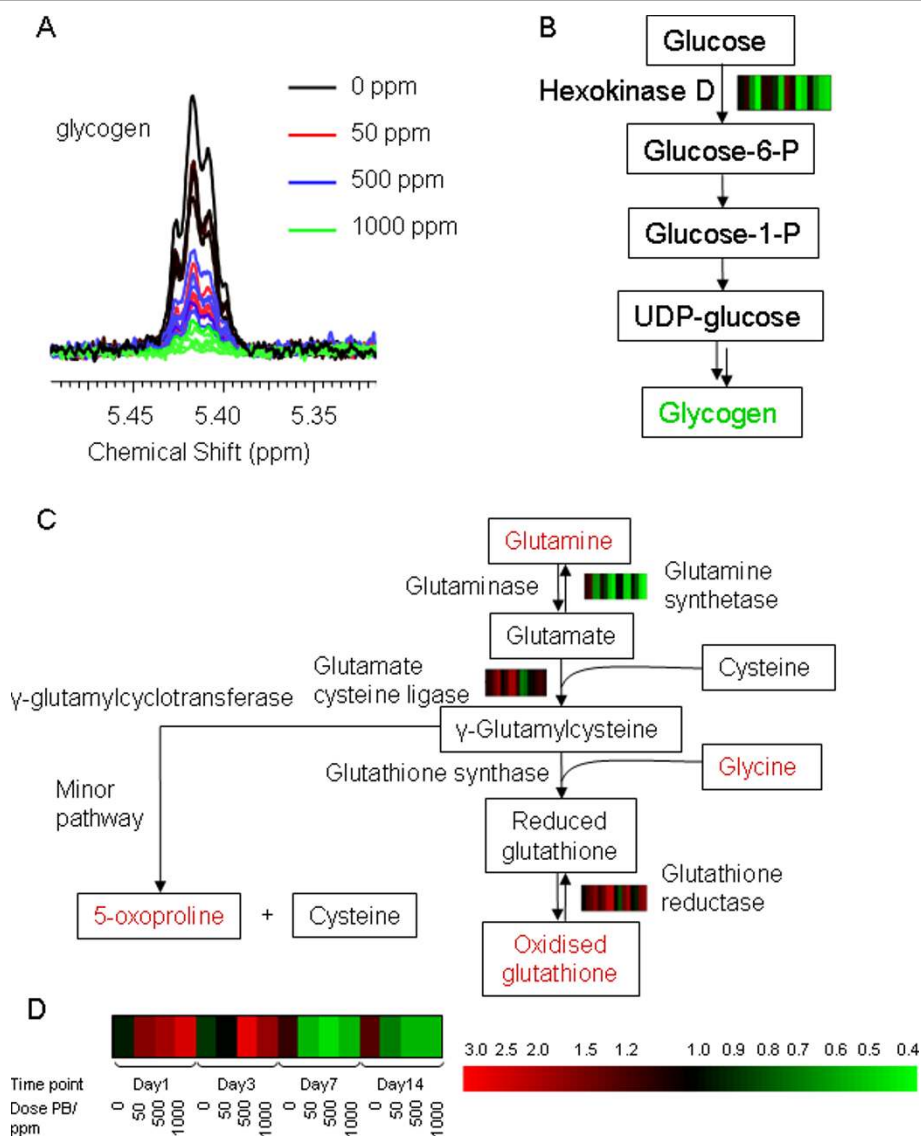 A
glycogen
0 ppm
50 ppm
500 ppm
1000 ppm
5.45
5.40
5.35
Chemical Shift (ppm)
B
Glucose
Hexokinase D
Glucose-6-P
Glucose-1-P
UDP-glucose
Glycogen
C
Glutamine
Glutaminase
Glutamine
synthetase
Glutamate
Cysteine
Glutamate
cysteine ligase
γ-glutamylcyclotransferase
γ-Glutamylcysteine
Glutathione synthase
Glycine
Minor
pathway
Reduced
glutathione
Glutathione
reductase
5-oxoproline
+
Cysteine
Oxidised
glutathione
D
3.0 2.5 2.0 1.5 1.2 1.0 0.9 0.8 0.7 0.6 0.5 0.4
Time point Day1 Day3 Day7 Day14
Dose PB/
ppm
0 50 500 1000 0 50 500 1000 0 50 500 1000 0 50 500 1000